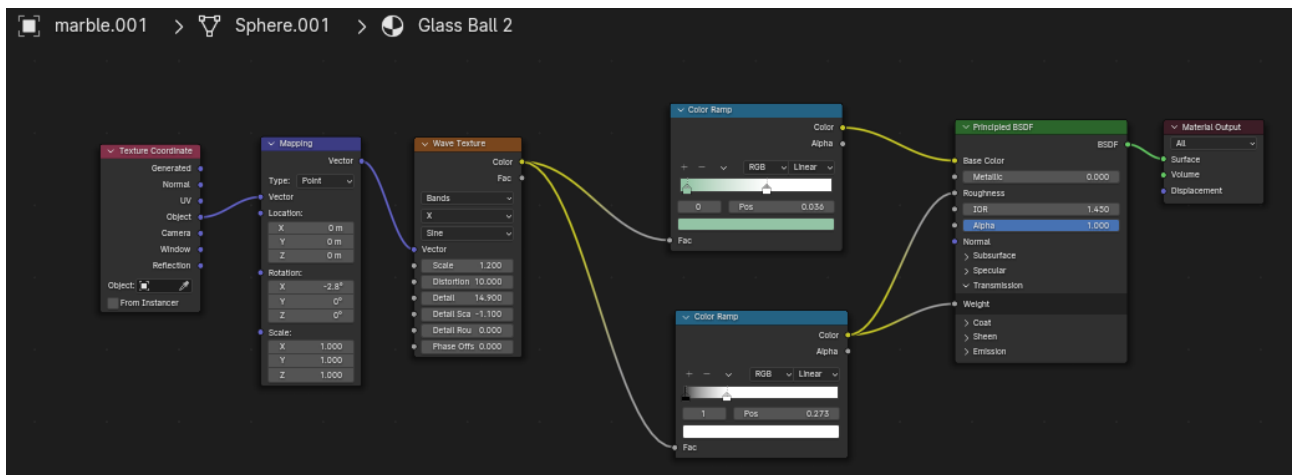 marble.001 > Sphere.001 > Glass Ball 2
Texture Coordinate
Generated
Normal
UV
Object
Camera
Window
Reflection
Object:
From Instancer
Mapping
Vector
Type: Point
Vector
Location:
X 0 m
Y 0 m
Z 0 m
Rotation:
X -2.8°
Y 0°
Z 0°
Scale:
X 1.000
Y 1.000
Z 1.000
Wave Texture
Color
Fac
Bands
X
Sine
Vector
Scale 1.200
Distortion 10.000
Detail 14.900
Detail Sca -1.100
Detail Rou 0.000
Phase Offs 0.000
Color Ramp
Color
Alpha
RGB Linear
0 Pos 0.036
Fac
Color Ramp
Color
Alpha
RGB Linear
1 Pos 0.273
Fac
Principled BSDF
BSDF
Base Color
Metallic 0.000
Roughness
IOR 1.450
Alpha 1.000
Normal
Subsurface
Specular
Transmission
Weight
Coat
Sheen
Emission
Material Output
All
Surface
Volume
Displacement